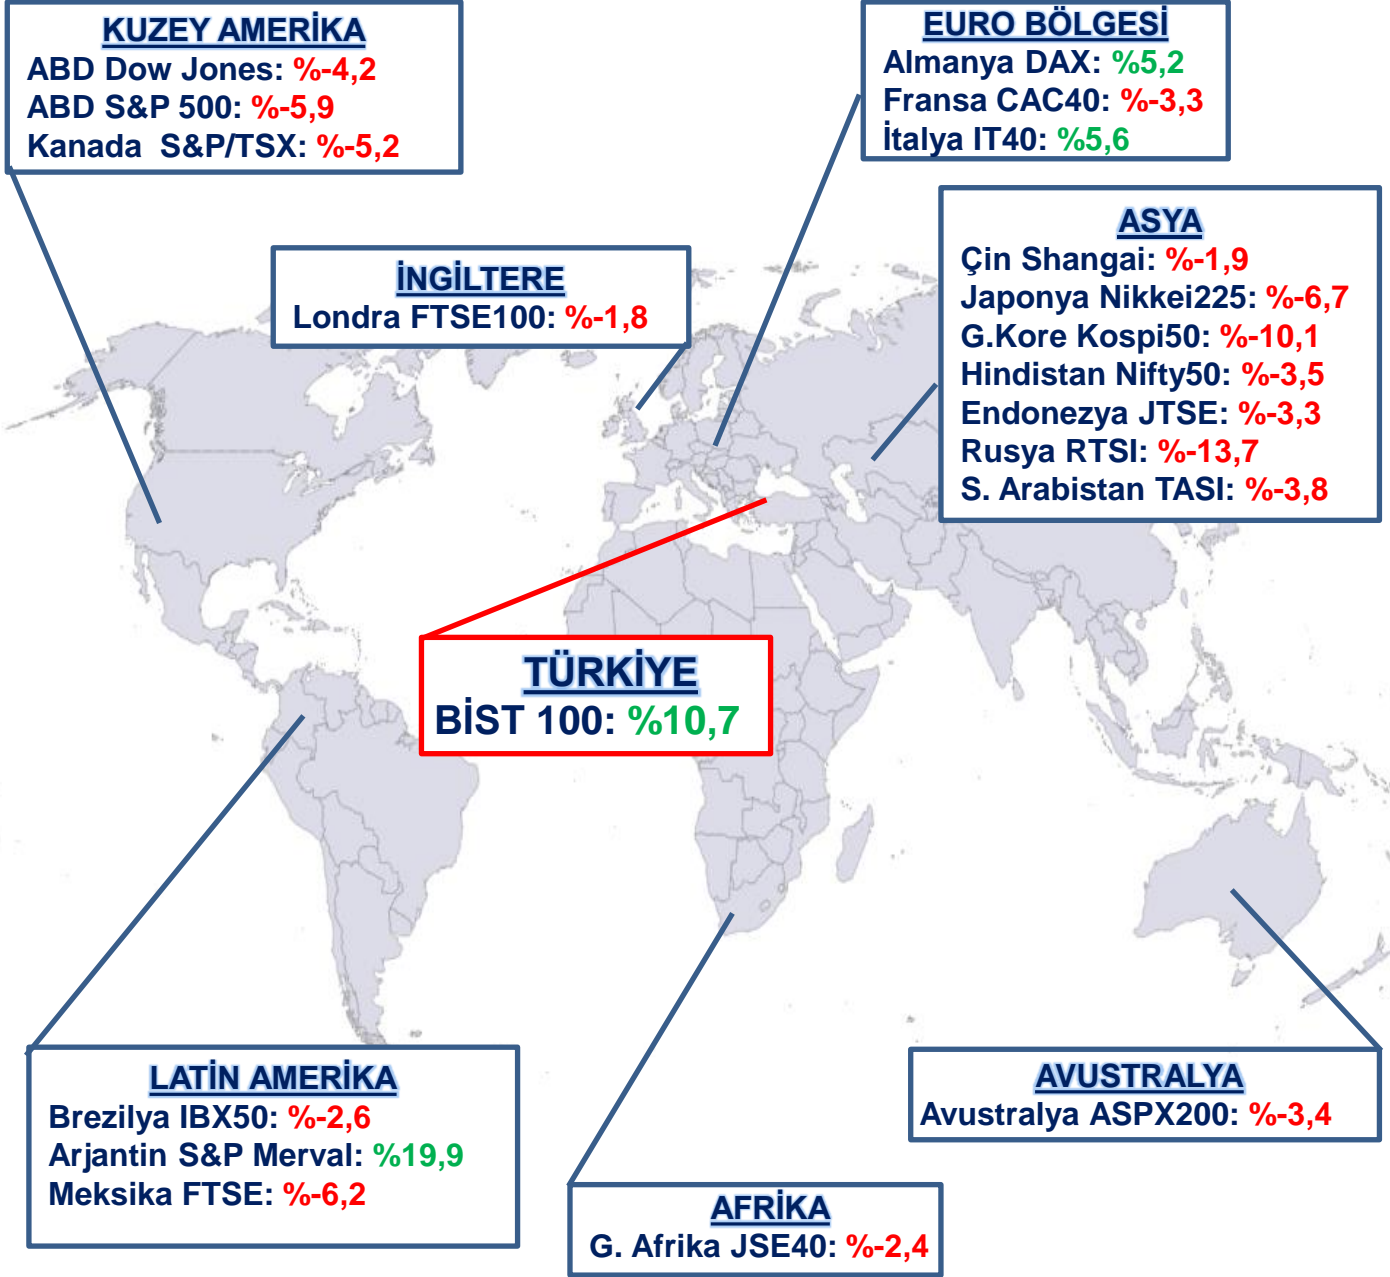 KUZEY AMERİKA
ABD Dow Jones: %-4,2
ABD S&P 500: %-5,9
Kanada S&P/TSX: %-5,2
EURO BÖLGESİ
Almanya DAX: %5,2
Fransa CAC40: %-3,3
İtalya IT40: %5,6
ASYA
Çin Shangai: %-1,9
Japonya Nikkei225: %-6,7
G.Kore Kospi50: %-10,1
Hindistan Nifty50: %-3,5
Endonezya JTSE: %-3,3
Rusya RTSI: %-13,7
S. Arabistan TASI: %-3,8
İNGİLTERE
Londra FTSE100: %-1,8
TÜRKİYE
BİST 100: %10,7
LATİN AMERİKA
Brezilya IBX50: %-2,6
Arjantin S&P Merval: %19,9
Meksika FTSE: %-6,2
AVUSTRALYA
Avustralya ASPX200: %-3,4
AFRİKA
G. Afrika JSE40: %-2,4